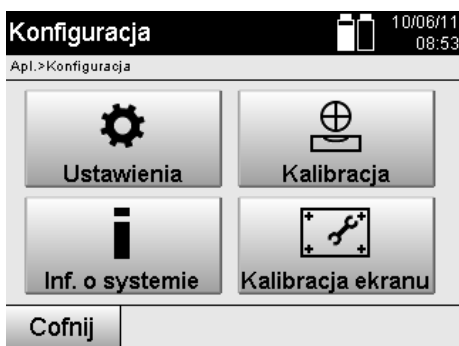 Konfiguracja
10/06/11
08:53
Apl.>Konfiguracja
Ustawienia
Kalibracja
Inf. o systemie
Kalibracja ekranu
Cofnij